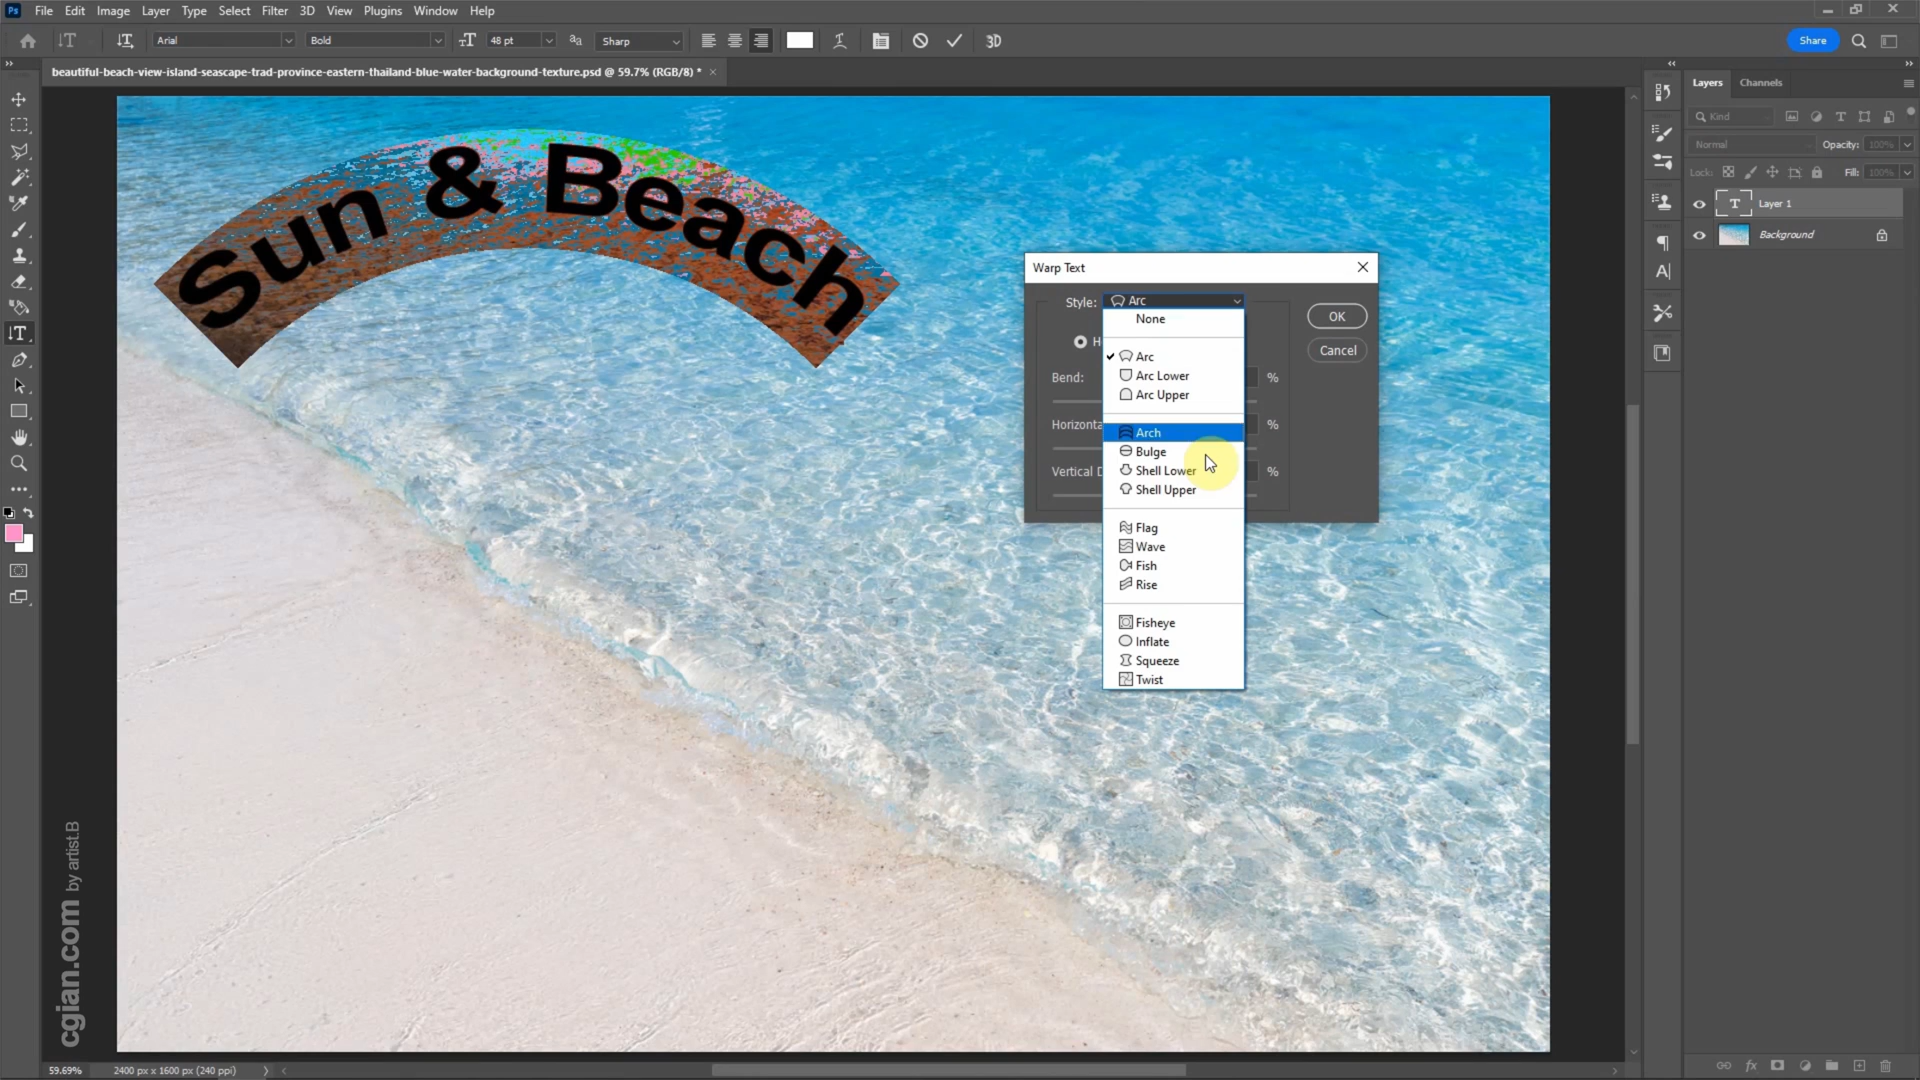 Ps File Edit Image Layer Type Select Filter 3D View Plugins Window Help
Arial Bold 48 pt Sharp 3D Share
beautiful-beach-view-island-seascape-trad-province-eastern-thailand-blue-water-background-texture.psd @ 59.7% (RGB/8) *
Sun & Beach
Warp Text
Style: Arc
None
Arc
Arc Lower
Arc Upper
Arch
Bulge
Shell Lower
Shell Upper
Flag
Wave
Fish
Rise
Fisheye
Inflate
Squeeze
Twist
H
Bend: %
Horizonta %
Vertical D %
OK
Cancel
Layers Channels
Kind
Normal Opacity: 100%
Lock: Fill: 100%
Layer 1
Background
cgian.com by artist.B
59.69% 2400 px x 1600 px (240 ppi)